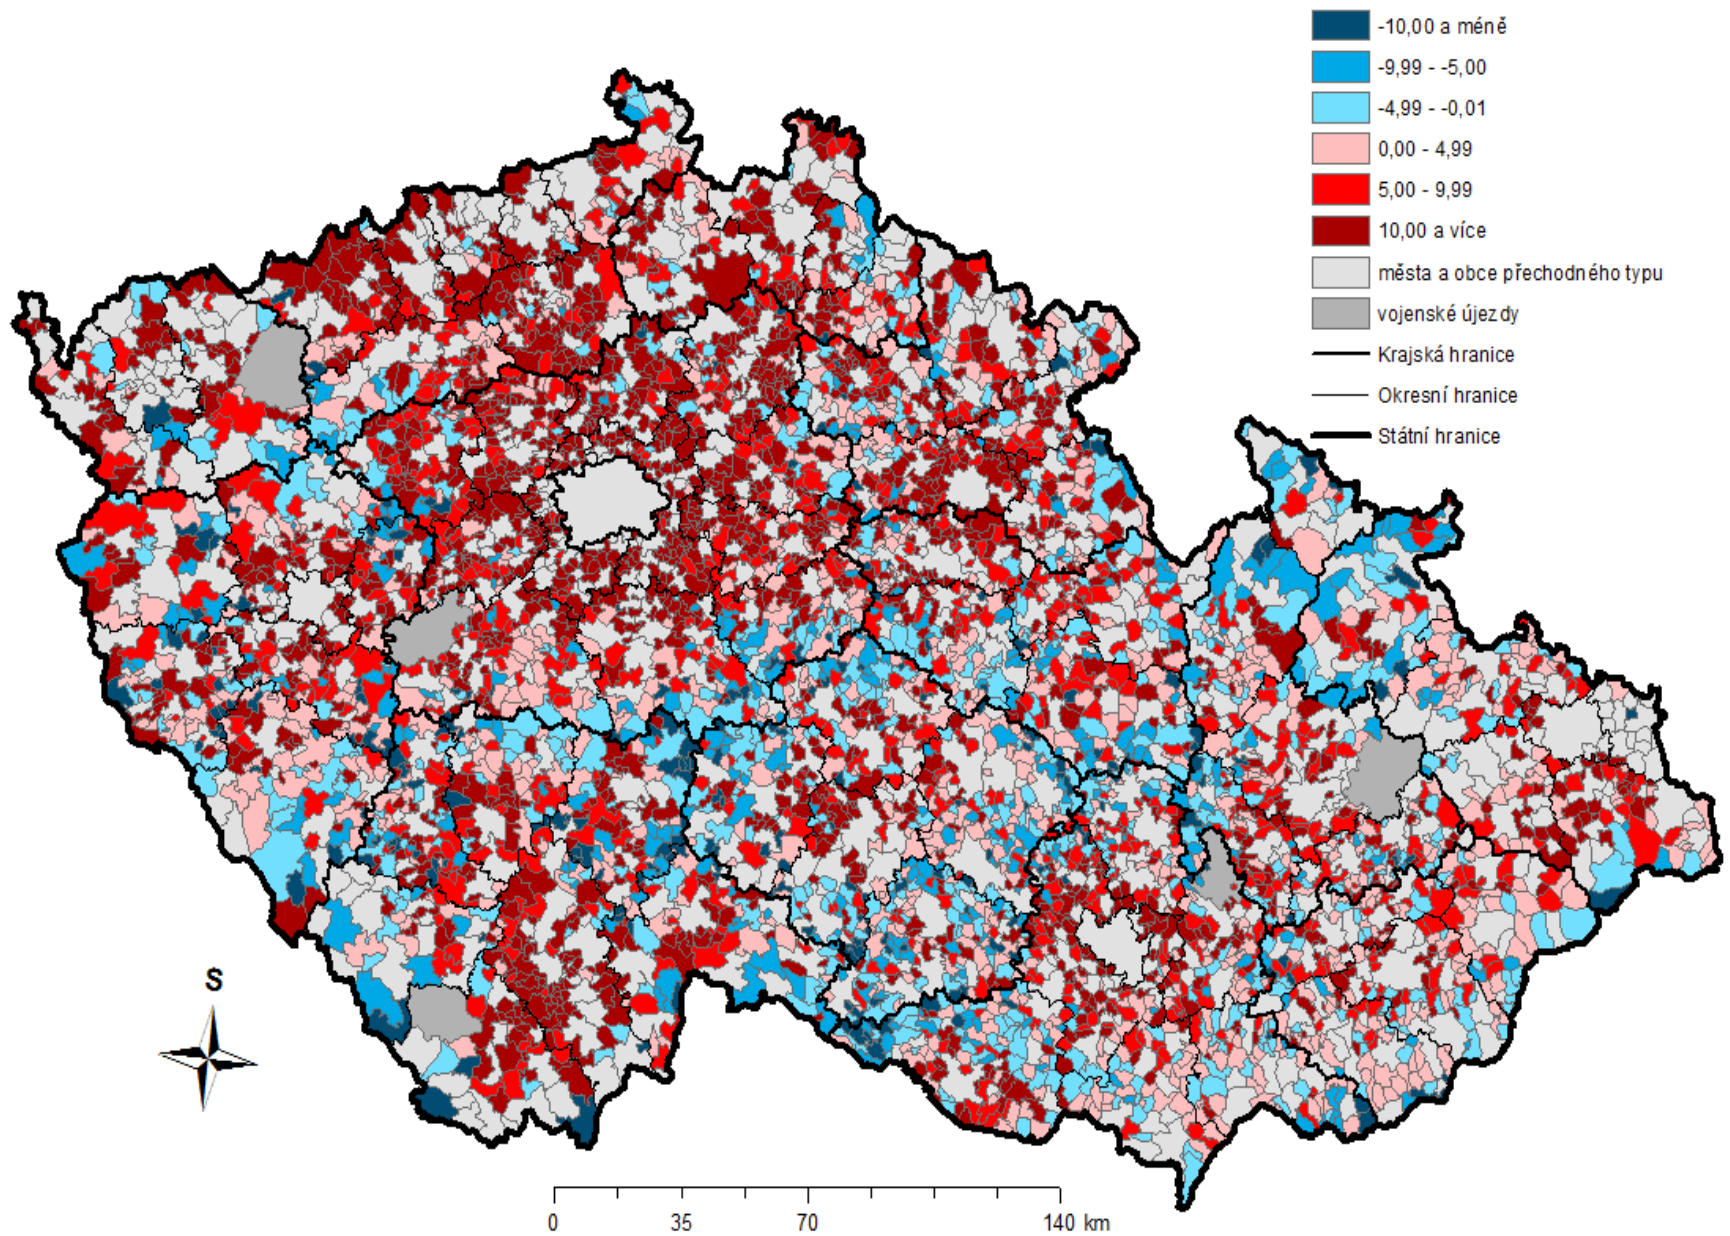 -10,00 a méně
-9,99 - -5,00
-4,99 - -0,01
0,00 - 4,99
5,00 - 9,99
10,00 a více
města a obce přechodného typu
vojenské újezdy
Krajská hranice
Okresní hranice
Státní hranice
S
0 35 70 140 km